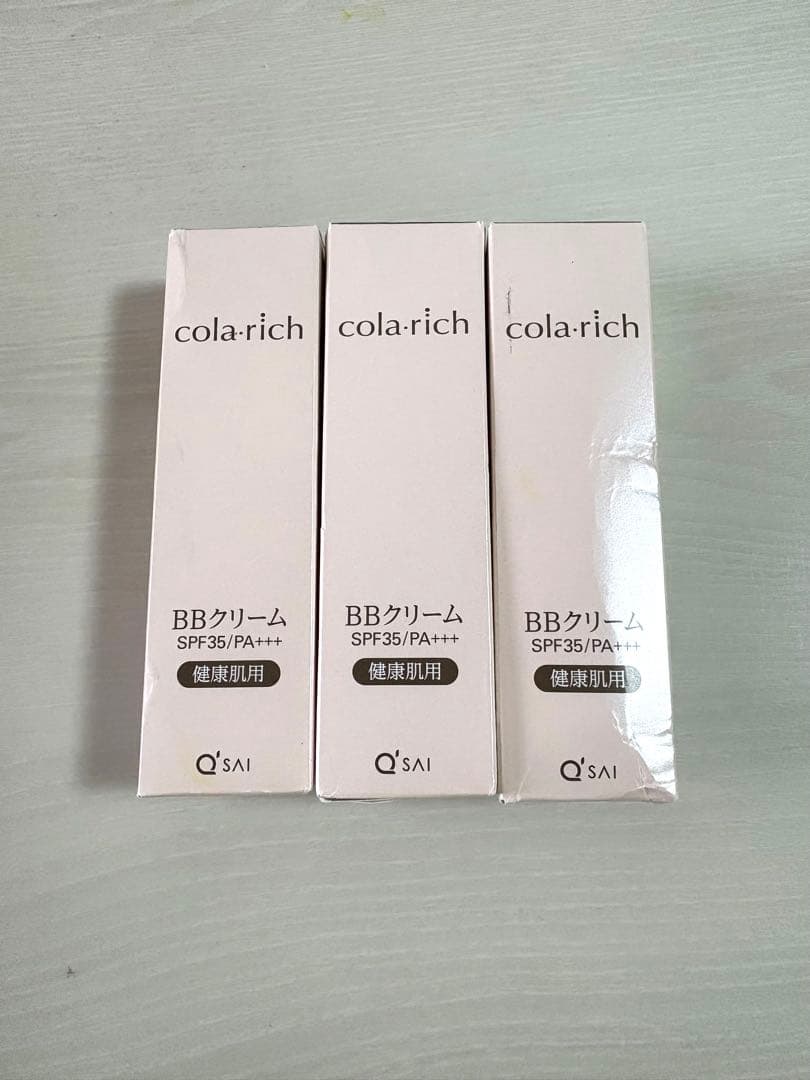 cola·rich
BBクリーム
SPF35/PA+++
健康肌用
Q'SAI
cola·rich
BBクリーム
SPF35/PA+++
健康肌用
Q'SAI
cola·rich
BBクリーム
SPF35/PA+++
健康肌用
Q'SAI